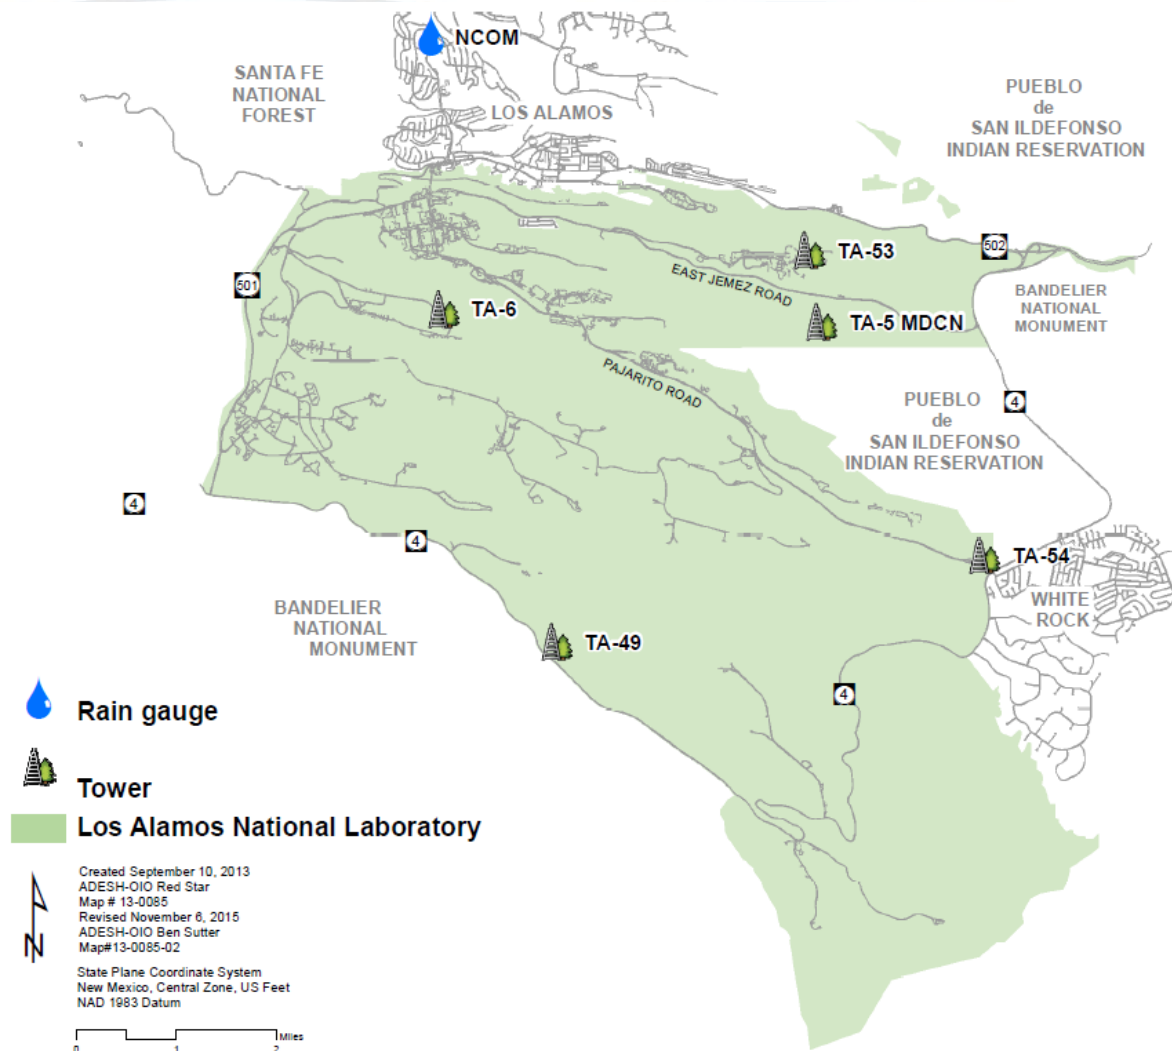 NCOM
SANTA FE
NATIONAL
FOREST
LOS ALAMOS
PUEBLO
de
SAN ILDEFONSO
INDIAN RESERVATION
502
TA-53
EAST JEMEZ ROAD
501
TA-6
TA-5 MDCN
BANDELIER
NATIONAL
MONUMENT
PAJARITO ROAD
4
PUEBLO
de
SAN ILDEFONSO
INDIAN RESERVATION
4
4
TA-54
WHITE
ROCK
BANDELIER
NATIONAL
MONUMENT
TA-49
4
Rain gauge
Tower
Los Alamos National Laboratory
Created September 10, 2013
ADESH-OIO Red Star
Map # 13-0085
Revised November 6, 2015
ADESH-OIO Ben Sutter
Map#13-0085-02
N
State Plane Coordinate System
New Mexico, Central Zone, US Feet
NAD 1983 Datum
Miles
0 1 2